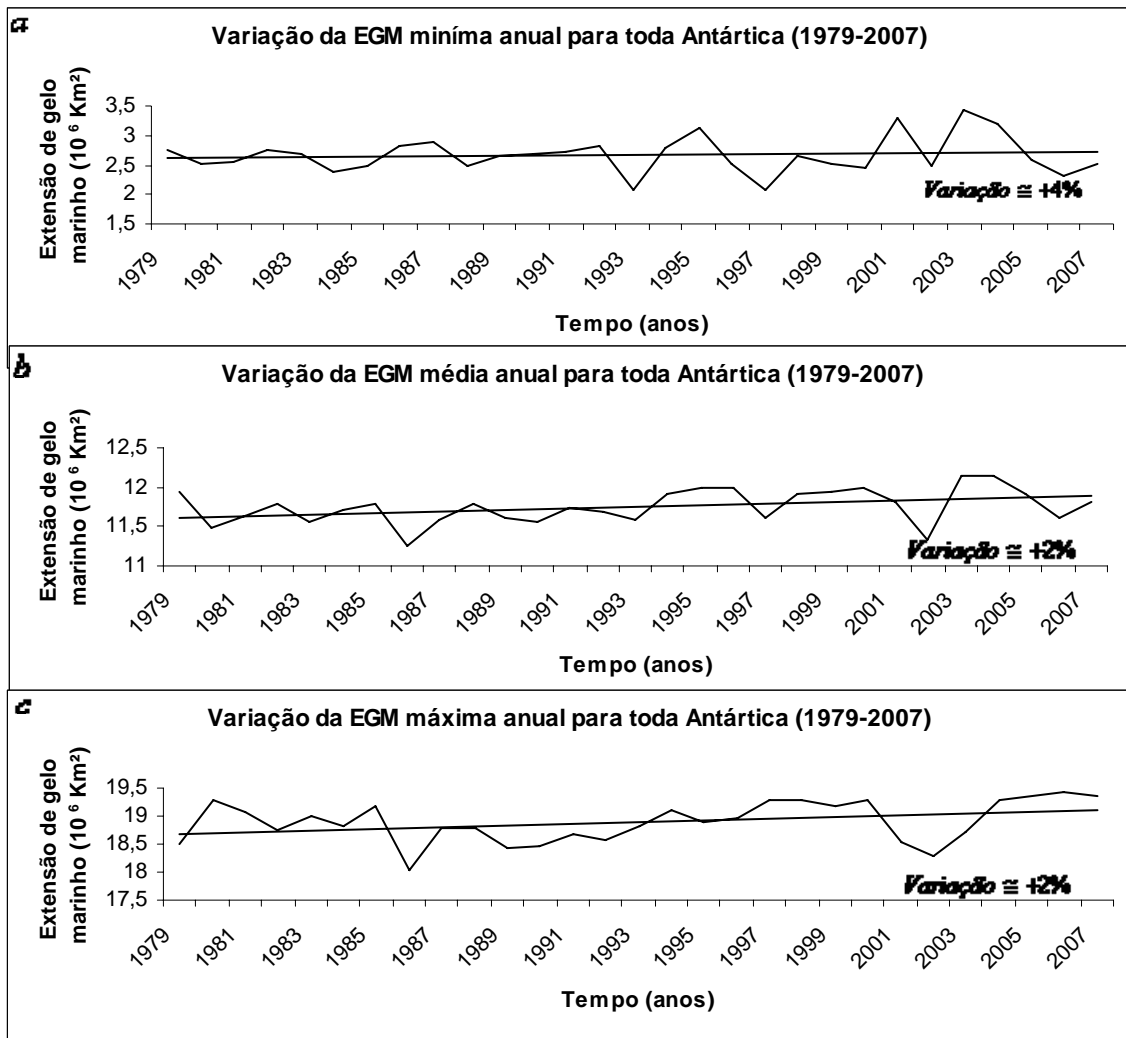 a
Variação da EGM miníma anual para toda Antártica (1979-2007)
Extensão de gelo
marinho (10 ⁶ Km²)
3,5
3
2,5
2
1,5
Variação ≅ +4%
1979 1981 1983 1985 1987 1989 1991 1993 1995 1997 1999 2001 2003 2005 2007
Tempo (anos)
b
Variação da EGM média anual para toda Antártica (1979-2007)
Extensão de gelo
marinho (10 ⁶ Km²)
12,5
12
11,5
11
Variação ≅ +2%
1979 1981 1983 1985 1987 1989 1991 1993 1995 1997 1999 2001 2003 2005 2007
Tempo (anos)
c
Variação da EGM máxima anual para toda Antártica (1979-2007)
Extensão de gelo
marinho (10 ⁶ Km²)
19,5
19
18,5
18
17,5
Variação ≅ +2%
1979 1981 1983 1985 1987 1989 1991 1993 1995 1997 1999 2001 2003 2005 2007
Tempo (anos)